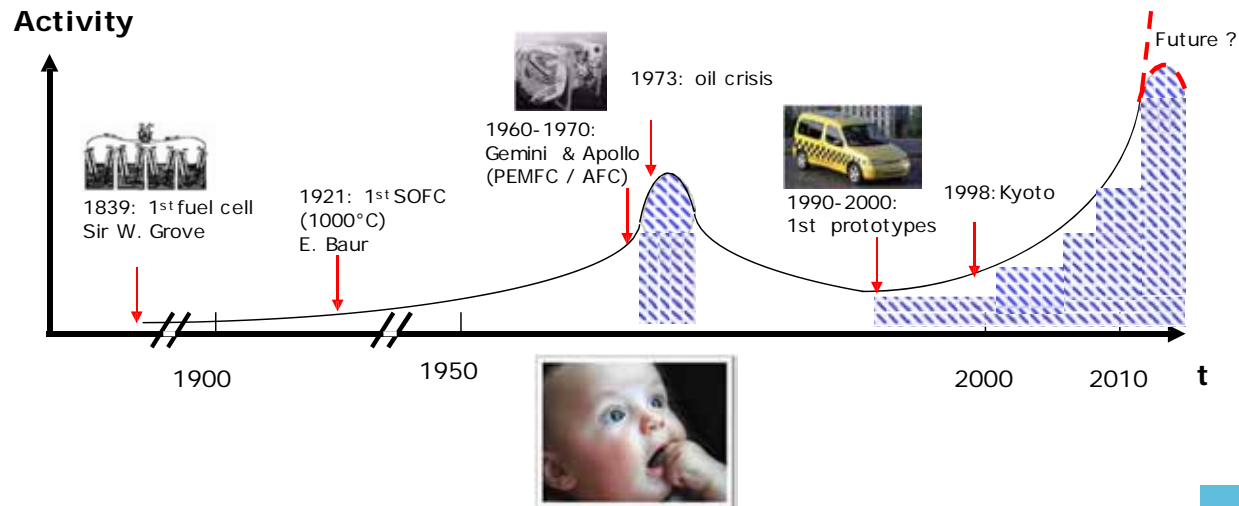 Activity
Future ?
1973: oil crisis
1960-1970:
Gemini & Apollo
(PEMFC / AFC)
1839: 1st fuel cell
Sir W. Grove
1921: 1st SOFC
(1000°C)
E. Baur
1990-2000:
1st prototypes
1998:Kyoto
1900
1950
2000
2010
t